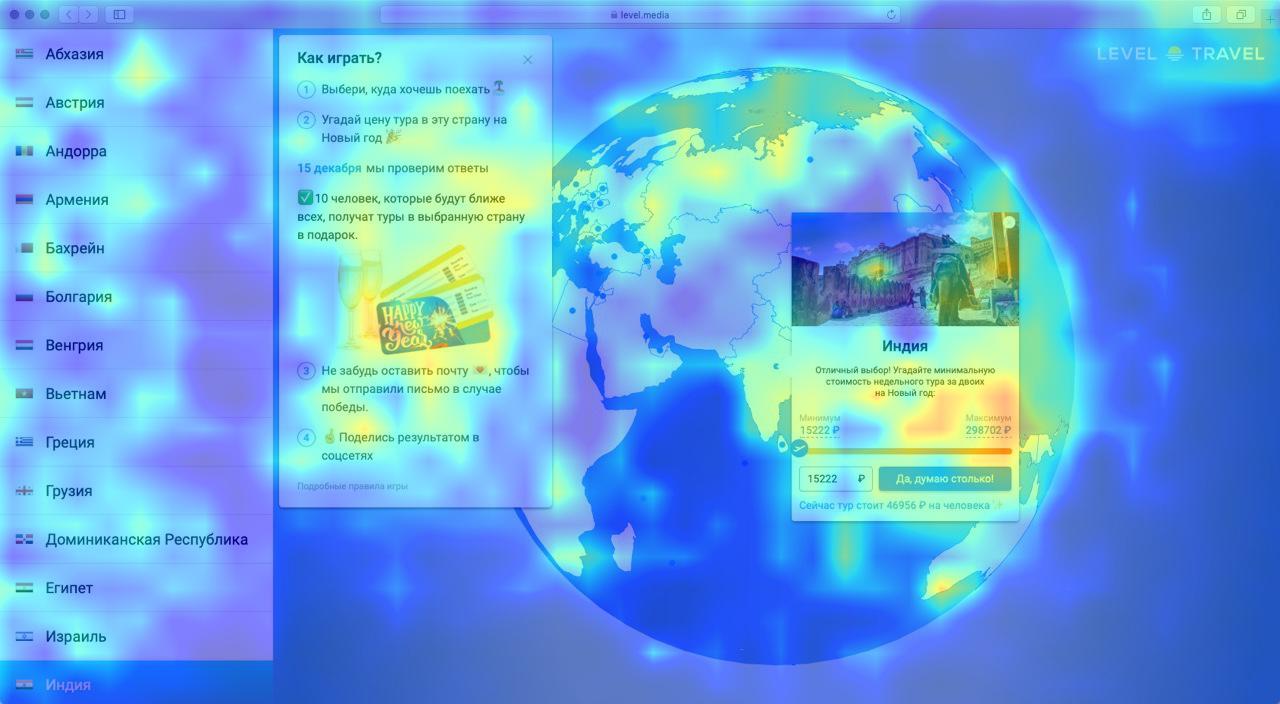 level.media
LEVEL TRAVEL
Абхазия
Австрия
Андорра
Армения
Бахрейн
Болгария
Венгрия
Вьетнам
Греция
Грузия
Доминиканская Республика
Египет
Израиль
Индия
Как играть?
1 Выбери, куда хочешь поехать 🏝
2 Угадай цену тура в эту страну на
Новый год 🎉
15 декабря мы проверим ответы
✅10 человек, которые будут ближе
всех, получат туры в выбранную страну
в подарок.
HAPPY
New
Year
3 Не забудь оставить почту 💌, чтобы
мы отправили письмо в случае
победы.
4 ☝Поделись результатом в
соцсетях
Подробные правила игры
Индия
Отличный выбор! Угадайте минимальную
стоимость недельного тура за двоих
на Новый год:
Минимум Максимум
15222 ₽ 298702 ₽
15222 ₽ Да, думаю столько!
Сейчас тур стоит 46956 ₽ на человека ✨